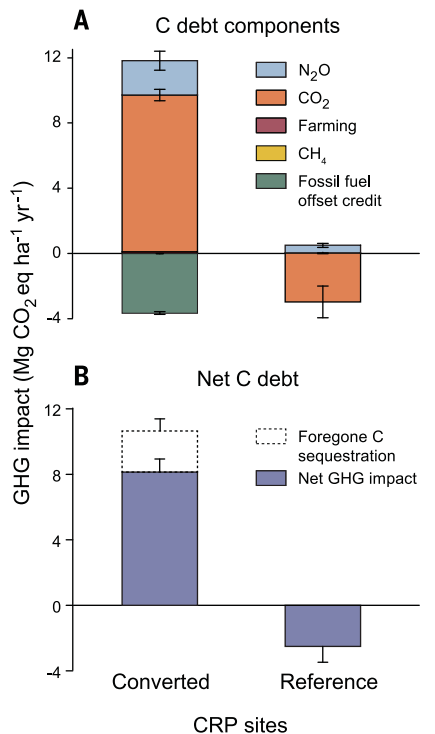 A
C debt components
12
8
4
0
-4
N₂O
CO₂
Farming
CH₄
Fossil fuel
offset credit
GHG impact (Mg CO₂ eq ha⁻¹ yr⁻¹)
B
Net C debt
12
8
4
0
-4
Foregone C
sequestration
Net GHG impact
Converted
Reference
CRP sites